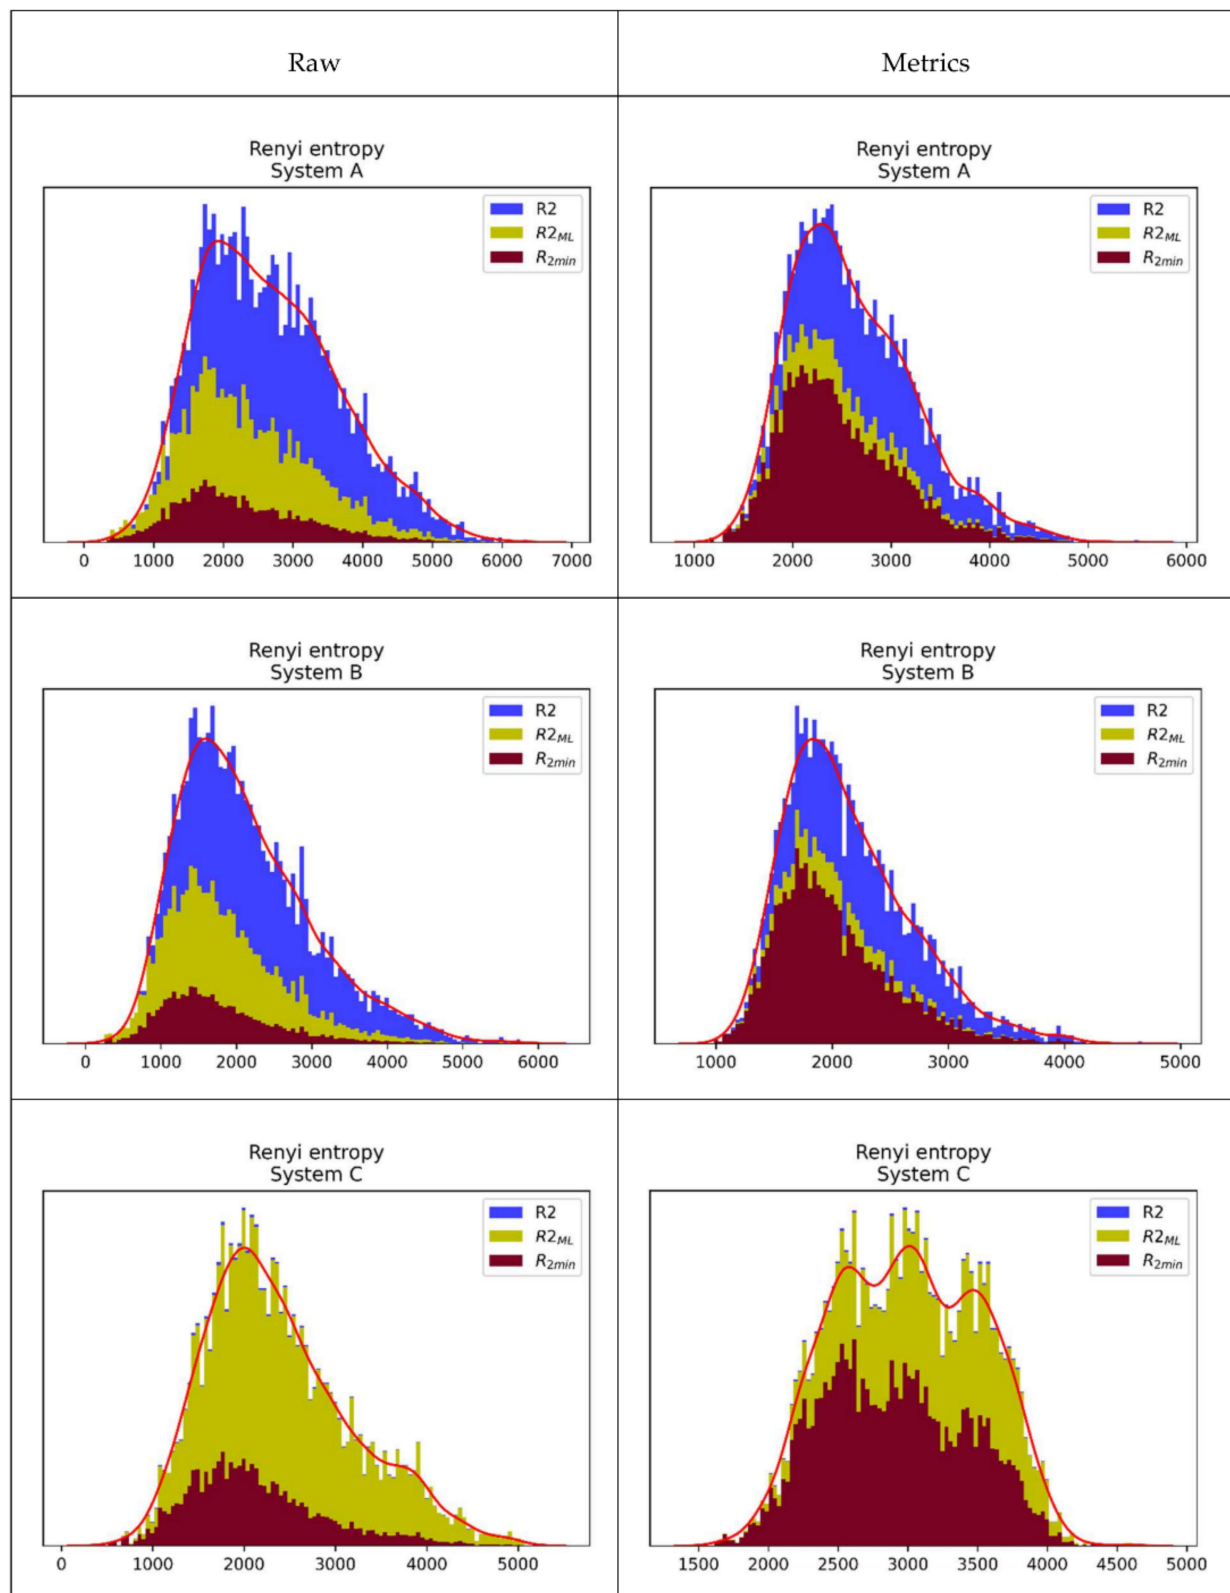 Raw
Metrics
Renyi entropy
System A
R2
R2ML
R2min
0 1000 2000 3000 4000 5000 6000 7000
Renyi entropy
System A
R2
R2ML
R2min
1000 2000 3000 4000 5000 6000
Renyi entropy
System B
R2
R2ML
R2min
0 1000 2000 3000 4000 5000 6000
Renyi entropy
System B
R2
R2ML
R2min
1000 2000 3000 4000 5000
Renyi entropy
System C
R2
R2ML
R2min
0 1000 2000 3000 4000 5000
Renyi entropy
System C
R2
R2ML
R2min
1500 2000 2500 3000 3500 4000 4500 5000